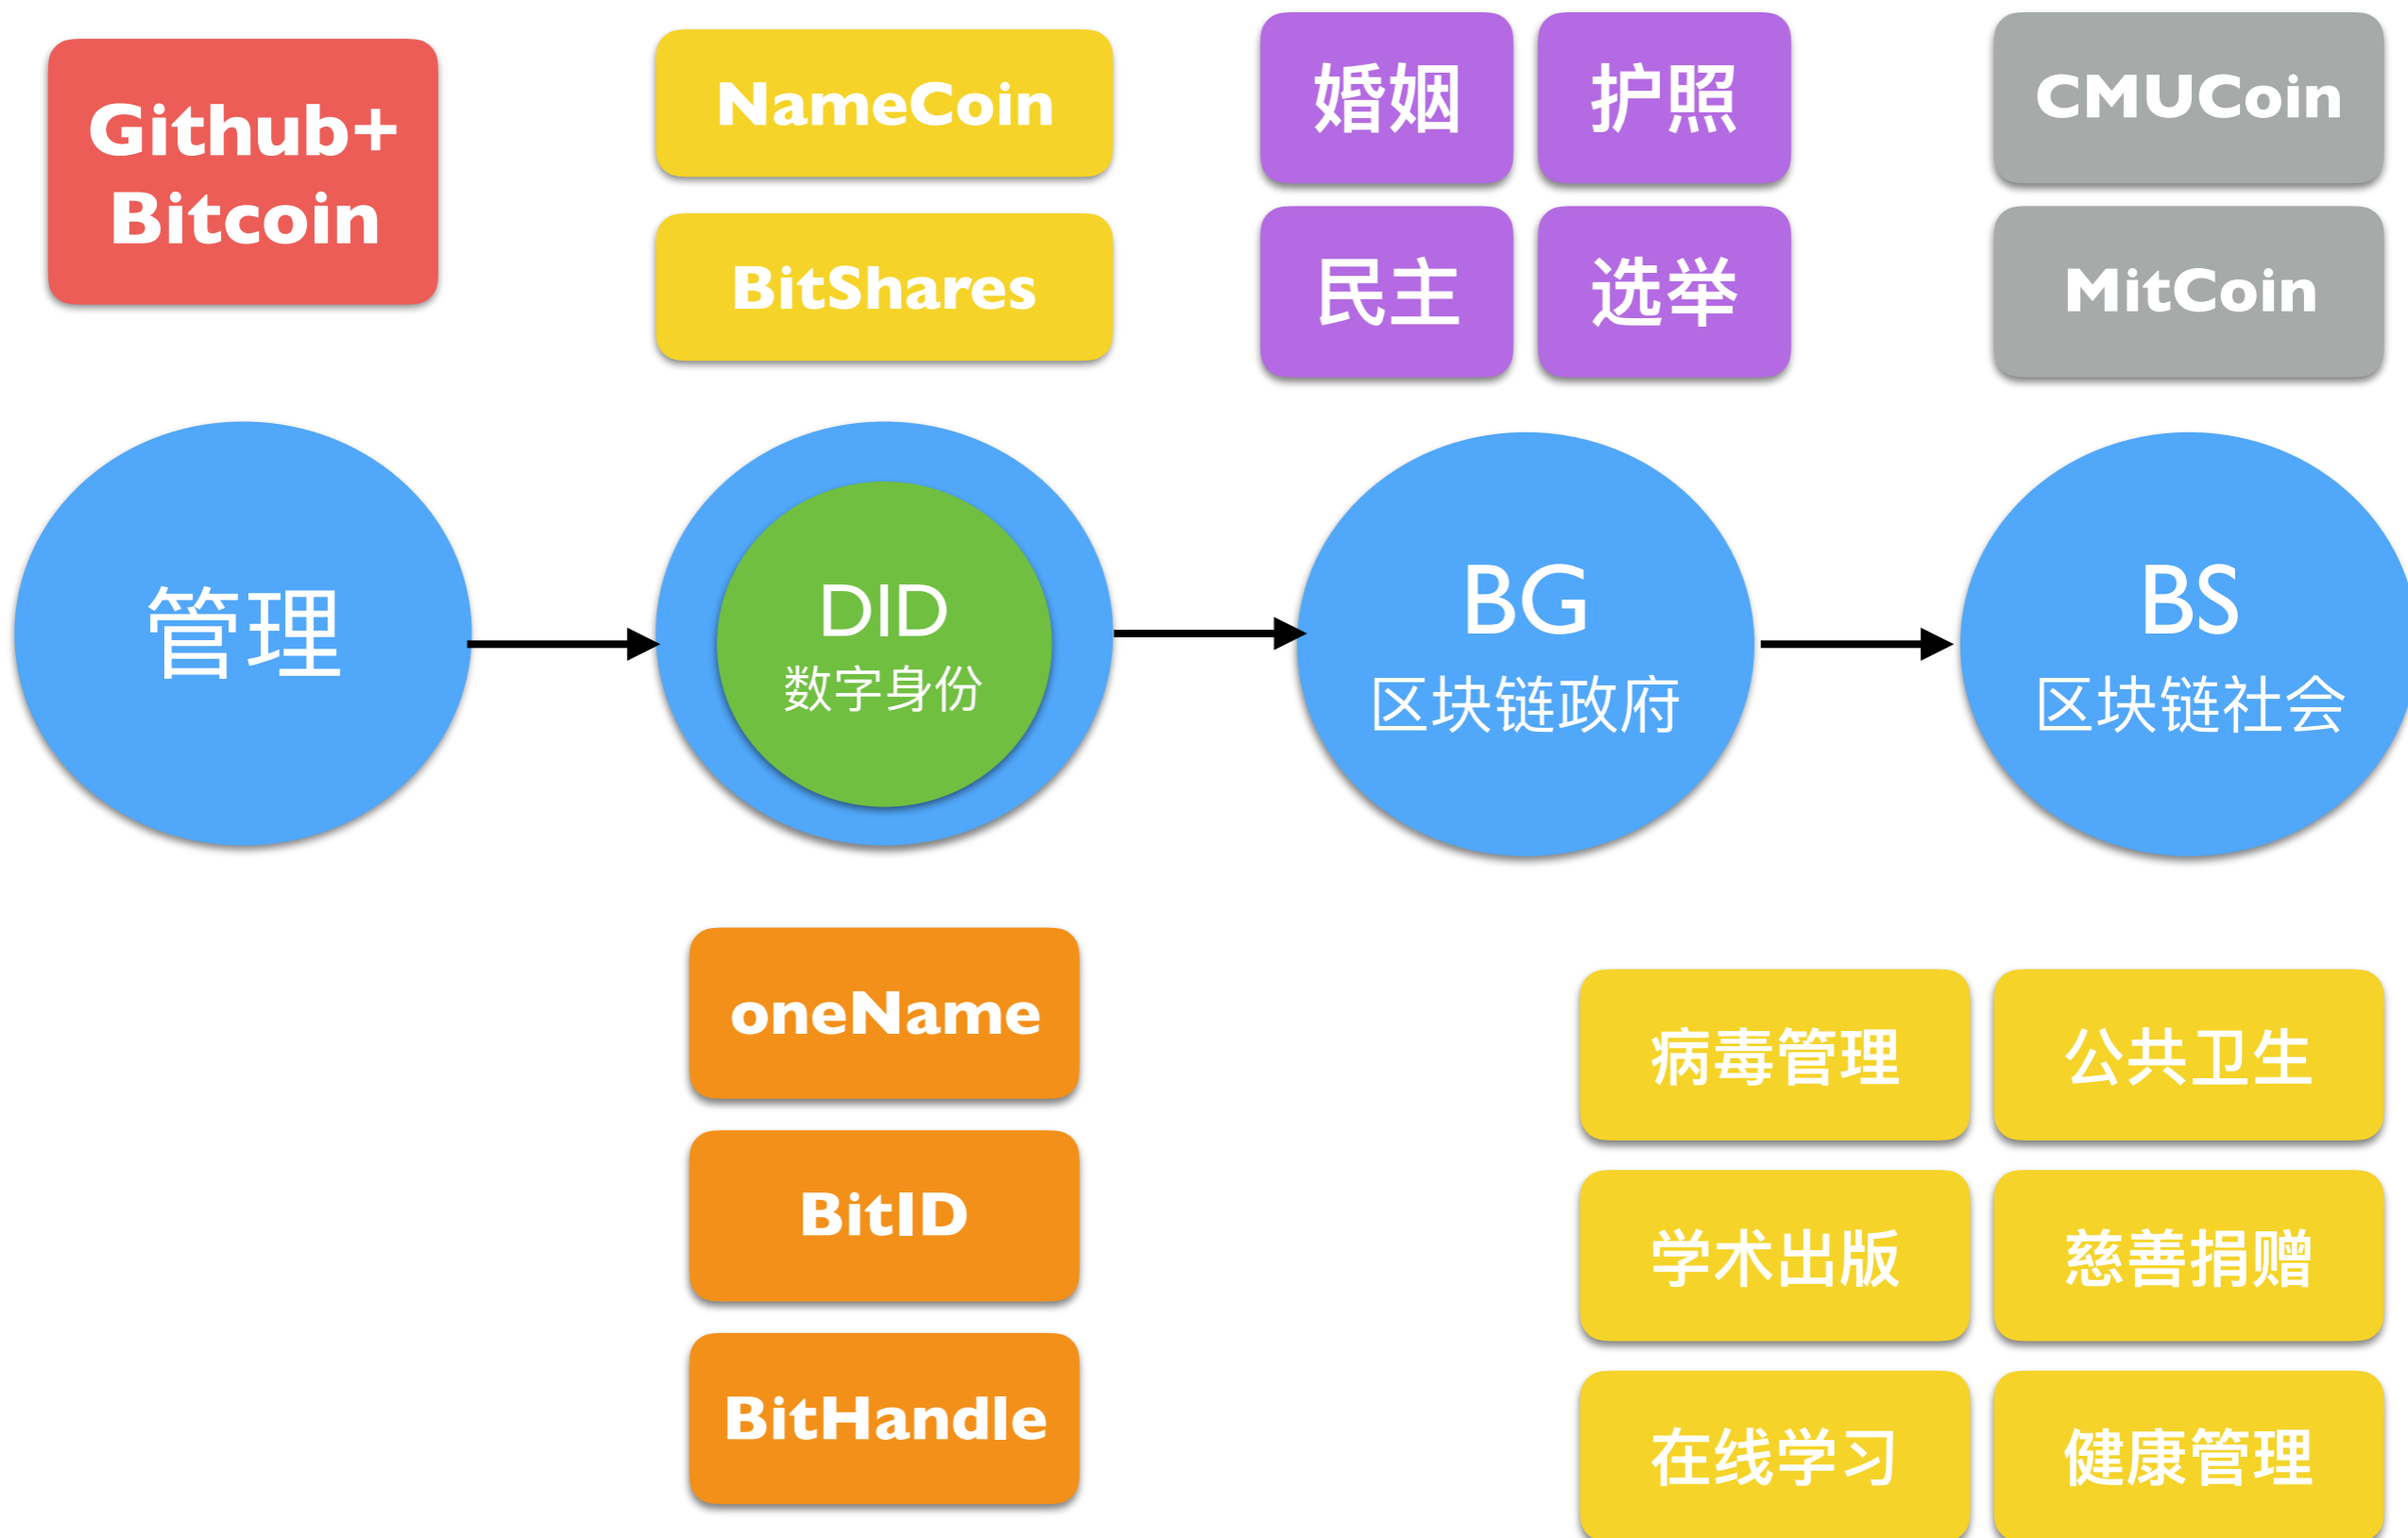 Github+
Bitcoin
NameCoin
BitShares
婚姻
护照
民主
选举
CMUCoin
MitCoin
管理
DID
数字身份
BG
区块链政府
BS
区块链社会
oneName
BitID
BitHandle
病毒管理
公共卫生
学术出版
慈善捐赠
在线学习
健康管理